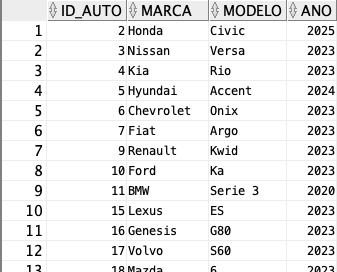 ID_AUTO MARCA MODELO ANO
1 2 Honda Civic 2025
2 3 Nissan Versa 2023
3 4 Kia Rio 2023
4 5 Hyundai Accent 2024
5 6 Chevrolet Onix 2023
6 7 Fiat Argo 2023
7 9 Renault Kwid 2023
8 10 Ford Ka 2023
9 11 BMW Serie 3 2020
10 15 Lexus ES 2023
11 16 Genesis G80 2023
12 17 Volvo S60 2023
13 18 Mazda 6 2023